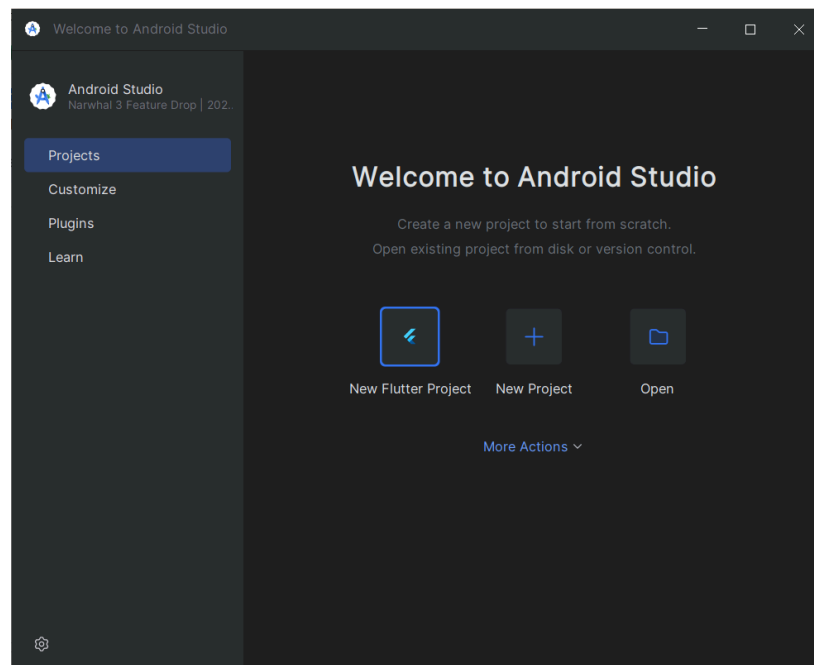 Welcome to Android Studio
Android Studio
Narwhal 3 Feature Drop | 202..
Projects
Customize
Plugins
Learn
Welcome to Android Studio
Create a new project to start from scratch.
Open existing project from disk or version control.
New Flutter Project
New Project
Open
More Actions